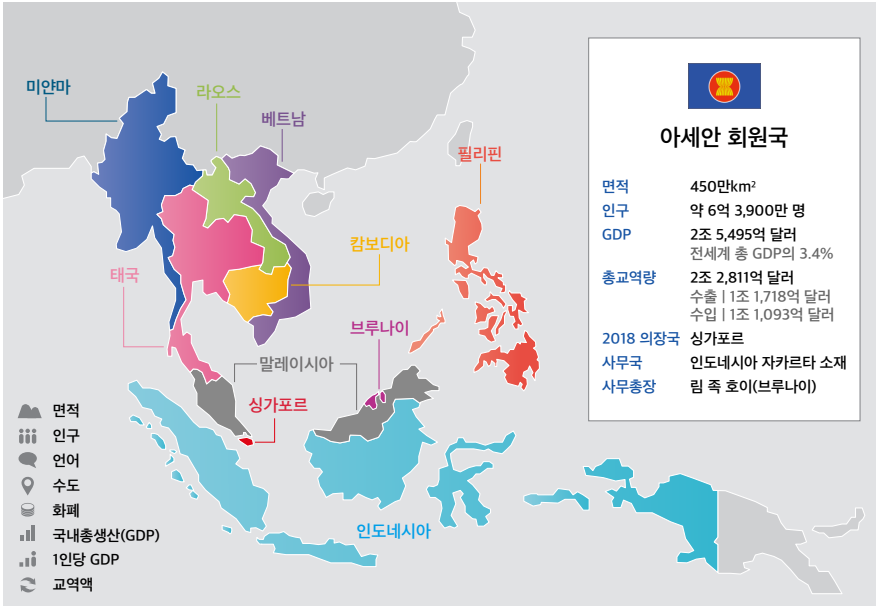 미얀마
라오스
베트남
필리핀
캄보디아
태국
브루나이
말레이시아
싱가포르
인도네시아
면적
인구
언어
수도
화폐
국내총생산(GDP)
1인당 GDP
교역액
아세안 회원국
면적 450만km²
인구 약 6억 3,900만 명
GDP 2조 5,495억 달러
전세계 총 GDP의 3.4%
총교역량 2조 2,811억 달러
수출 | 1조 1,718억 달러
수입 | 1조 1,093억 달러
2018 의장국 싱가포르
사무국 인도네시아 자카르타 소재
사무총장 림 족 호이(브루나이)